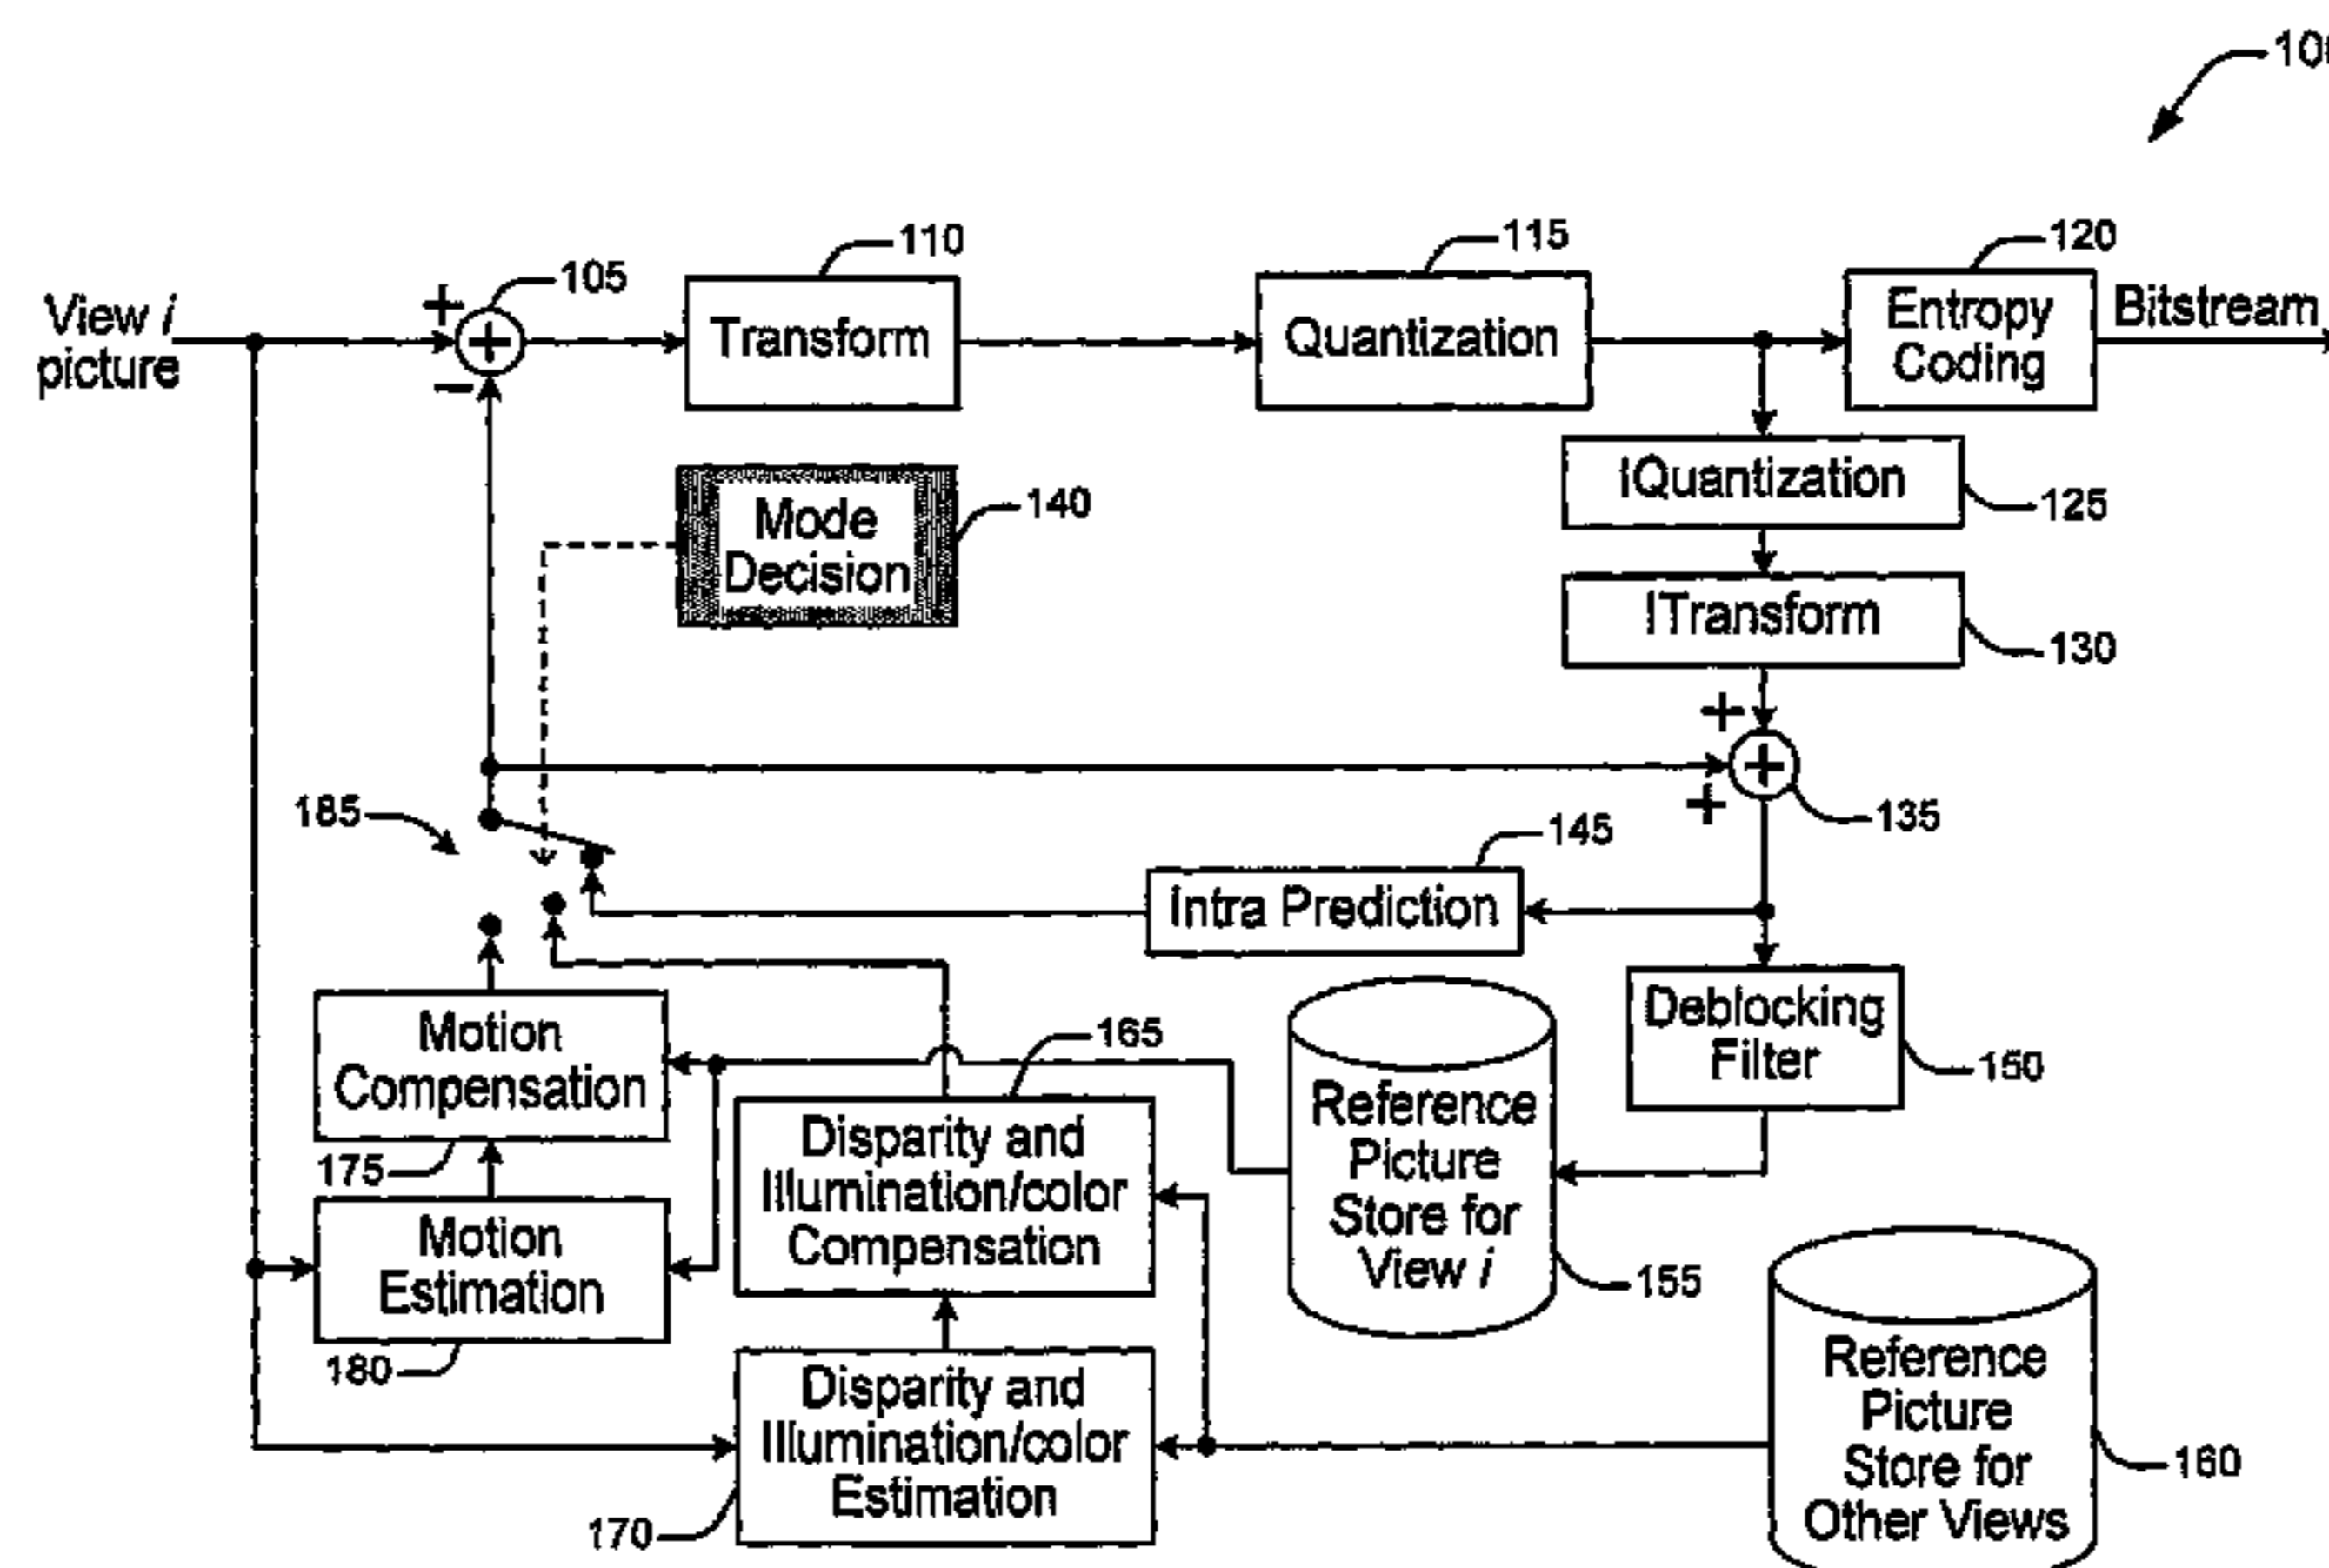 10
110
115
120
105
View i
picture
+
+
−
Transform
Quantization
Entropy
Coding
Bitstream
Mode
Decision
140
IQuantization
125
ITransform
130
+
+
+
135
185
145
Intra Prediction
Deblocking
Filter
150
Motion
Compensation
175
165
Disparity and
Illumination/color
Compensation
Reference
Picture
Store for
View i
155
Motion
Estimation
180
Disparity and
Illumination/color
Estimation
170
Reference
Picture
Store for
Other Views
160